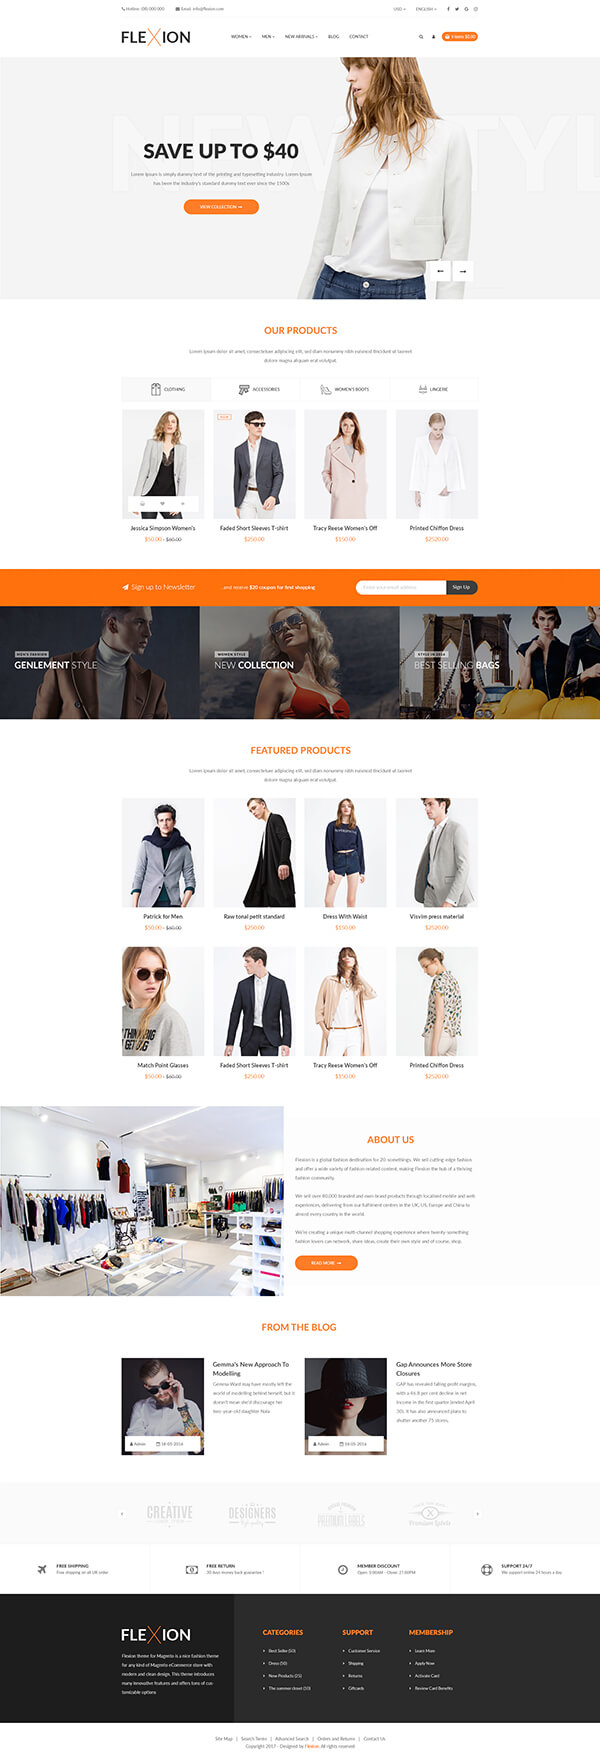 Hotline: 000 000 000
Email: info@flexion.com
USD
ENGLISH
FLEXION
WOMEN
MEN
NEW ARRIVALS
BLOG
CONTACT
NEW STYL
SAVE UP TO $40
Lorem Ipsum is simply dummy text of the printing and typesetting industry. Lorem Ipsum
has been the industry's standard dummy text ever since the 1500s
VIEW COLLECTION
OUR PRODUCTS
Lorem ipsum dolor sit amet, consectetuer adipiscing elit, sed diam nonummy nibh euismod tincidunt ut laoreet dolore
magna aliquam erat volutpat.
CLOTHING
ACCESSORIES
WOMEN'S BOOTS
LINGERIE
Jessica Simpson Women's
$50.00 - $60.00
Faded Short Sleeves T-shirt
$250.00
Tracy Reese Women's Off
$150.00
Printed Chiffon Dress
$2520.00
Sign up to Newsletter
...and receive $20 coupon for first shopping
Enter your email address
Sign Up
MEN'S FASHION
GENLEMENT STYLE
WOMEN STYLE
NEW COLLECTION
STYLE IN 2016
BEST SELLING BAGS
FEATURED PRODUCTS
Lorem ipsum dolor sit amet, consectetuer adipiscing elit, sed diam nonummy nibh euismod tincidunt ut laoreet dolore
magna aliquam erat volutpat.
Patrick for Men
$50.00 - $60.00
Raw tonal petit standard
$250.00
Dress With Waist
$150.00
Visvim press material
$2520.00
Match Point Glasses
$50.00 - $60.00
Faded Short Sleeves T-shirt
$250.00
Tracy Reese Women's Off
$150.00
Printed Chiffon Dress
$2520.00
ABOUT US
Flexion is a global fashion destination for 20-somethings. We sell cutting-edge fashion
and offer a wide variety of fashion-related content, making Flexion the hub of a thriving
fashion community.
We sell over 80,000 branded and own-brand products through localised mobile and web
experiences, delivering from our fulfilment centres in the UK, US, Europe and China to
almost every country in the world.
We're creating a unique multi-channel shopping experience where twenty-something
fashion lovers can network, share ideas, create their own style and of course, shop.
READ MORE
FROM THE BLOG
Gemma's New Approach To
Modelling
Gemma Ward may have mostly left the
world of modelling behind herself, but it
doesn't mean she'd discourage her
two-year-old daughter Naia
Admin
04-05-2016
Gap Announces More Store
Closures
GAP has revealed falling profit margins,
with a 46.8 per cent decline in net
income in the first quarter (ended April
30). It has also announced plans to
shutter another 75 stores.
Admin
04-05-2016
CREATIVE
DESIGNERS
PREMIUM LABELS
Premium Labels
FREE SHIPPING
Free shipping on all UK order
FREE RETURN
30 days money back guarantee !
MEMBER DISCOUNT
Open: 9:00AM - Close: 21:00PM
SUPPORT 24/7
We support online 24 hours a day
FLEXION
Flexion theme for Magento is a nice fashion theme
for any kind of Magento eCommerce store with
modern and clean design. This theme introduces
many innovative features and offers tons of cus-
tomizable options
CATEGORIES
Best Seller (50)
Dress (50)
New Products (25)
The summer closet (50)
SUPPORT
Customer Service
Shipping
Returns
Giftcards
MEMBERSHIP
Learn More
Apply Now
Activate Card
Review Card Benefits
Site Map | Search Terms | Advanced Search | Orders and Returns | Contact Us
Copyright 2017 - Designed by Flexion. All rights reserved